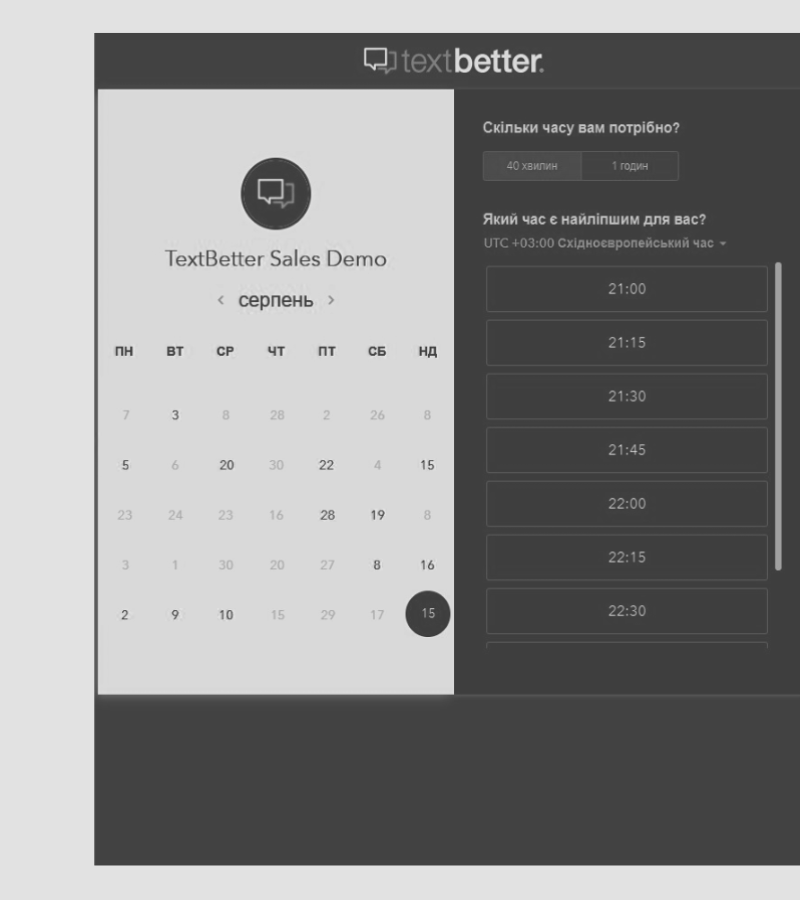 textbetter.
TextBetter Sales Demo
‹ серпень ›
ПН ВТ СР ЧТ ПТ СБ НД
7 3 8 28 2 26 8
5 6 20 30 22 4 15
23 24 23 16 28 19 8
3 1 30 20 27 8 16
2 9 10 15 29 17 15
Скільки часу вам потрібно?
40 хвилин 1 годин
Який час є найліпшим для вас?
UTC +03:00 Східноєвропейський час
21:00
21:15
21:30
21:45
22:00
22:15
22:30